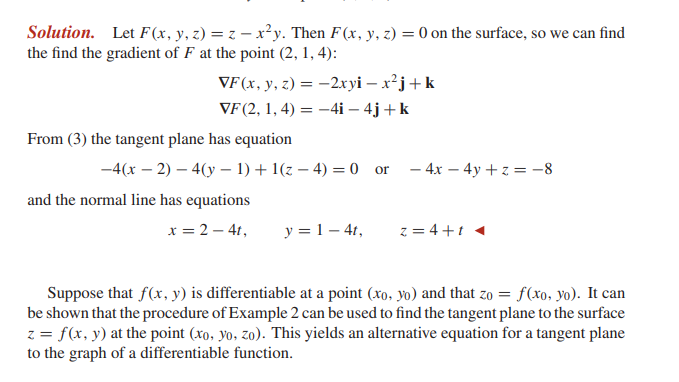 Solution. Let F(x, y, z) = z − x²y. Then F(x, y, z) = 0 on the surface, so we can find
the find the gradient of F at the point (2, 1, 4):
∇F(x, y, z) = −2xyi − x²j + k
∇F(2, 1, 4) = −4i − 4j + k
From (3) the tangent plane has equation
−4(x − 2) − 4(y − 1) + 1(z − 4) = 0 or − 4x − 4y + z = −8
and the normal line has equations
x = 2 − 4t, y = 1 − 4t, z = 4 + t ◄
Suppose that f(x, y) is differentiable at a point (x₀, y₀) and that z₀ = f(x₀, y₀). It can
be shown that the procedure of Example 2 can be used to find the tangent plane to the surface
z = f(x, y) at the point (x₀, y₀, z₀). This yields an alternative equation for a tangent plane
to the graph of a differentiable function.